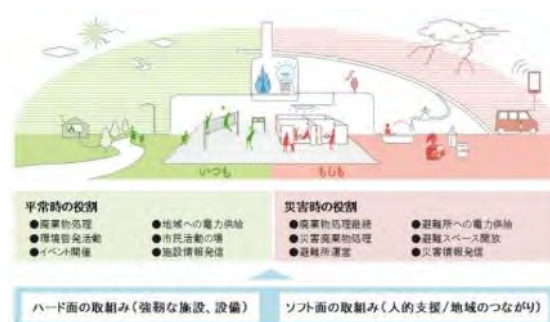 いつも
もしも
平常時の役割
●廃棄物処理
●環境啓発活動
●イベント開催
●地域への電力供給
●市民活動の場
●施設情報発信
災害時の役割
●廃棄物処理継続
●災害廃棄物処理
●避難所運営
●避難所への電力供給
●避難スペース開放
●災害情報発信
ハード面の取組み（強靭な施設、設備）
ソフト面の取組み（人的支援/地域のつながり）